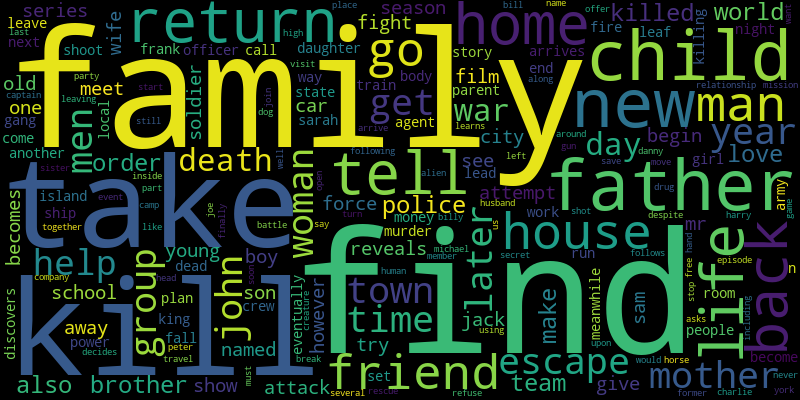 series
wife
return
season
home
killed
world
bill
name
offer
place
high
leave
shoot
frank
officer
call
daughter
fight
fire
leaf
night
want
last
next
party
start
visit
story
arrives
killing
child
family
go
film
body
way
end
train
state
parent
old
meet
soldier
car
get
war
agent
sarah
new
man
captain
leaving
still
join
dog
arrive
learns
relationship
mission
along
one
gang
local
men
come
another
order
death
woman
tell
police
city
day
begin
year
around
danny
girl
love
left
see
lead
attempt
father
sister
inside
well
following
alien
save
move
gun
drug
take
island
part
event
ship
camp
like
together
joe
finally
battle
open
say
turn
force
money
billy
murder
husband
us
work
shot
despite
harry
hand
mr
army
game
becomes
help
group
young
boy
dead
reveals
michael
member
later
house
secret
run
follows
free
stop
life
back
n
episode
kill
school
john
son
crew
soon
human
find
town
time
jack
make
meanwhile
sam
room
asks
people
including
become
discovers
company
away
plan
head
king
fall
power
decides
peter
travel
named
must
eventually
creature
break
however
try
using
upon
would
horse
mother
also
brother
show
attack
several
rescue
set
friend
refuse
escape
team
give
former
charlie
never
york